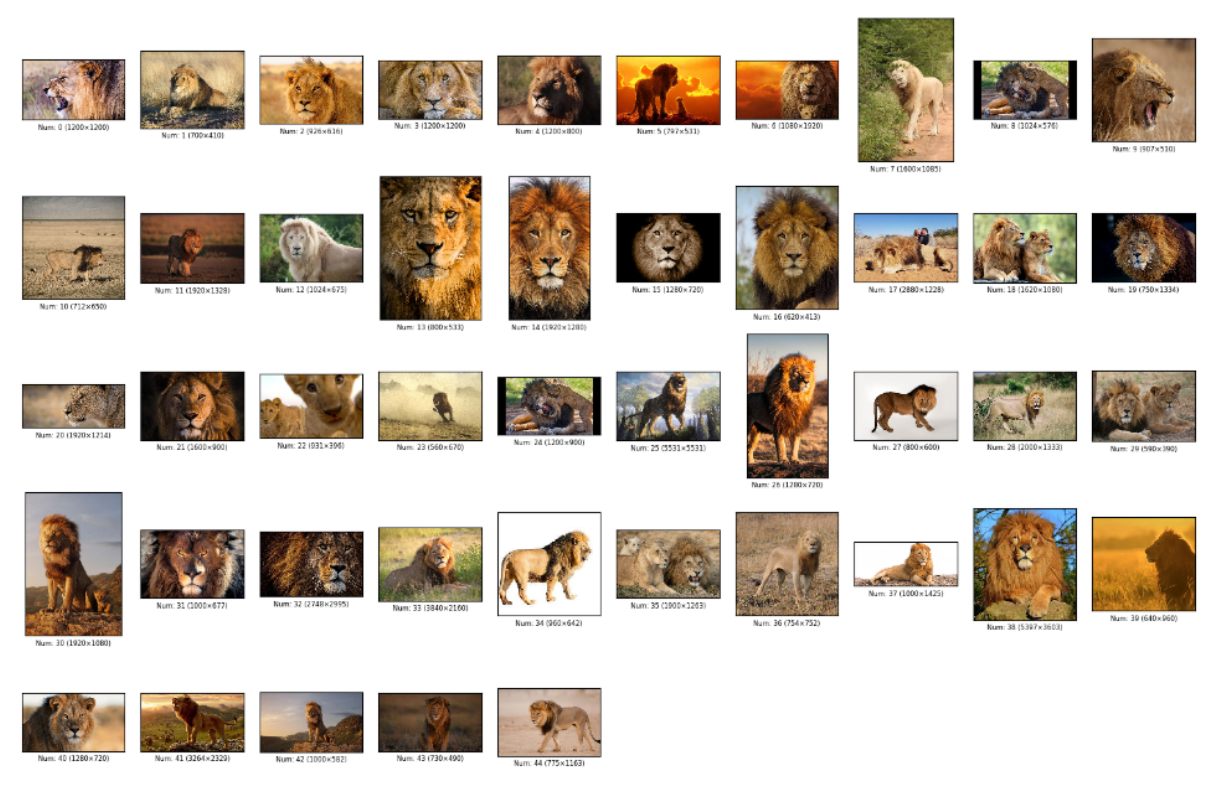 Num: 0 (1200×1200)
Num: 1 (700×410)
Num: 2 (926×616)
Num: 3 (1200×1200)
Num: 4 (1200×800)
Num: 5 (797×531)
Num: 6 (1080×1920)
Num: 7 (1600×1085)
Num: 8 (1024×576)
Num: 9 (907×510)
Num: 10 (712×650)
Num: 11 (1920×1328)
Num: 12 (1024×675)
Num: 13 (800×533)
Num: 14 (1920×1280)
Num: 15 (1280×720)
Num: 16 (620×413)
Num: 17 (2880×1228)
Num: 18 (1620×1080)
Num: 19 (750×1334)
Num: 20 (1920×1214)
Num: 21 (1600×900)
Num: 22 (931×396)
Num: 23 (560×670)
Num: 24 (1200×900)
Num: 25 (5531×5531)
Num: 26 (1280×720)
Num: 27 (800×600)
Num: 28 (2000×1333)
Num: 29 (590×390)
Num: 30 (1920×1080)
Num: 31 (1000×677)
Num: 32 (2748×2995)
Num: 33 (3840×2160)
Num: 34 (960×642)
Num: 35 (1900×1263)
Num: 36 (754×752)
Num: 37 (1000×1425)
Num: 38 (5397×3603)
Num: 39 (640×960)
Num: 40 (1280×720)
Num: 41 (3264×2329)
Num: 42 (1000×582)
Num: 43 (730×490)
Num: 44 (775×1163)